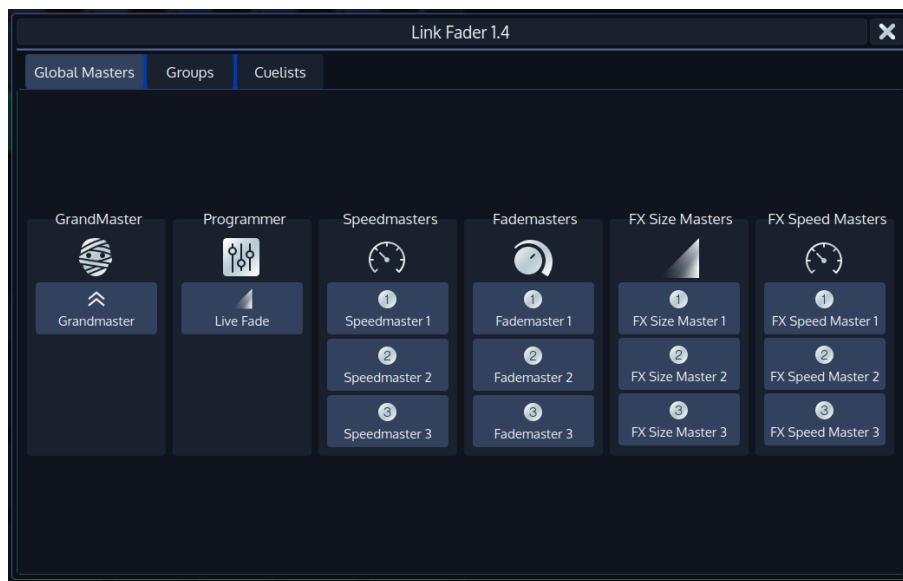 Link Fader 1.4
Global Masters
Groups
Cuelists
GrandMaster
Grandmaster
Programmer
Live Fade
Speedmasters
1
Speedmaster 1
2
Speedmaster 2
3
Speedmaster 3
Fademasters
1
Fademaster 1
2
Fademaster 2
3
Fademaster 3
FX Size Masters
1
FX Size Master 1
2
FX Size Master 2
3
FX Size Master 3
FX Speed Masters
1
FX Speed Master 1
2
FX Speed Master 2
3
FX Speed Master 3